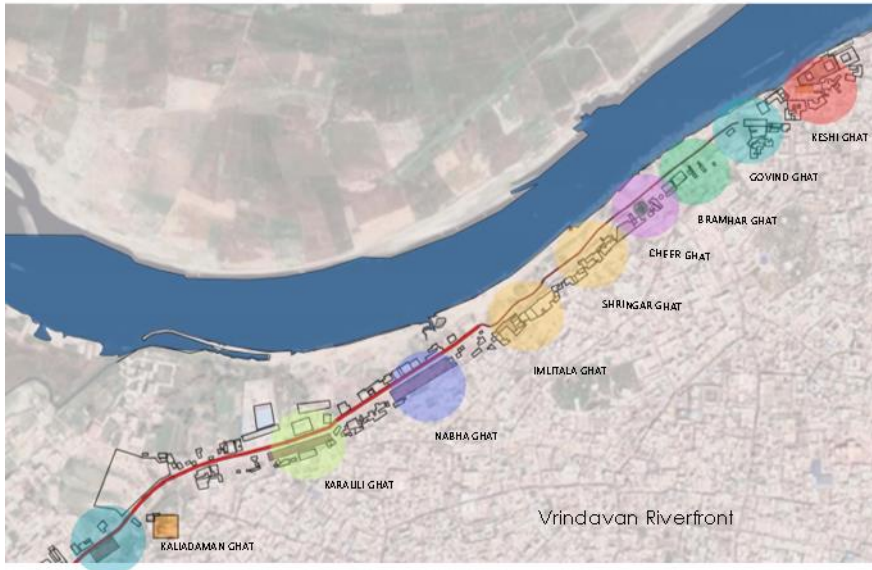 KESHI GHAT
GOVIND GHAT
BRAMHAR GHAT
CHEER GHAT
SHRINGAR GHAT
IMLITALA GHAT
NABHA GHAT
KARAULI GHAT
KALIADAMAN GHAT
Vrindavan Riverfront